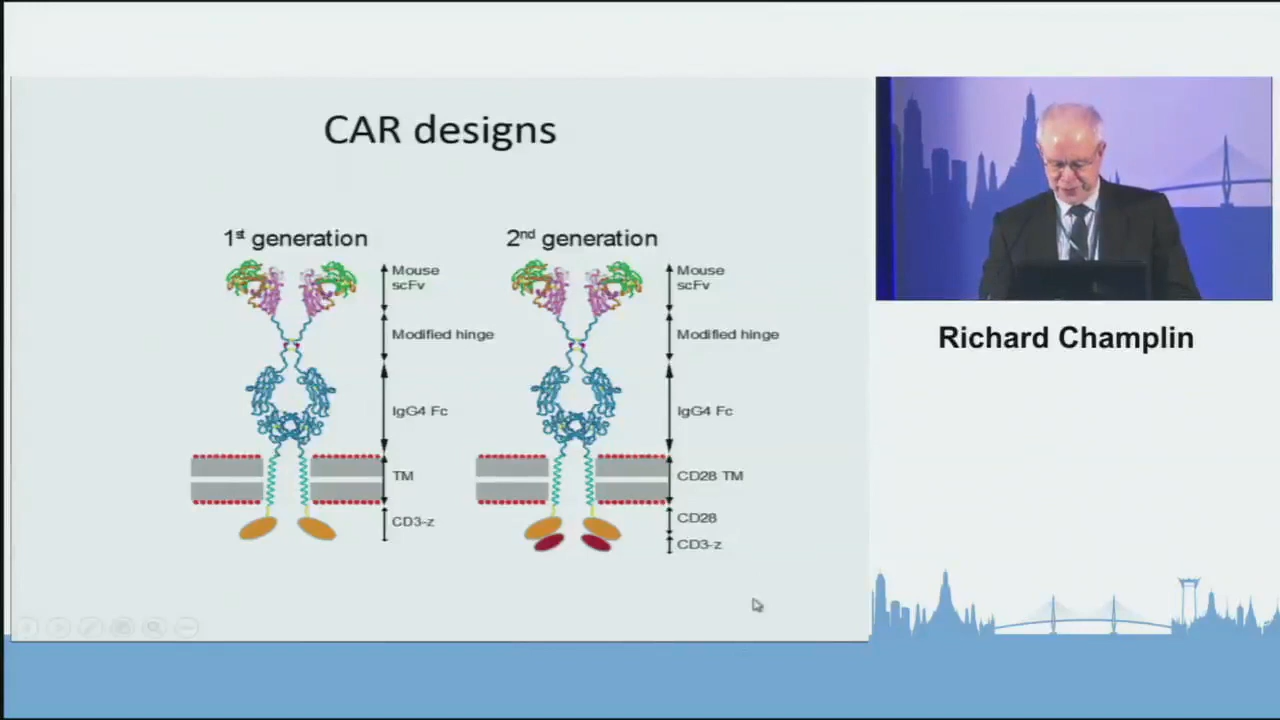 CAR designs
1st generation
Mouse
scFv
Modified hinge
IgG4 Fc
TM
CD3-z
2nd generation
Mouse
scFv
Modified hinge
IgG4 Fc
CD28 TM
CD28
CD3-z
Richard Champlin